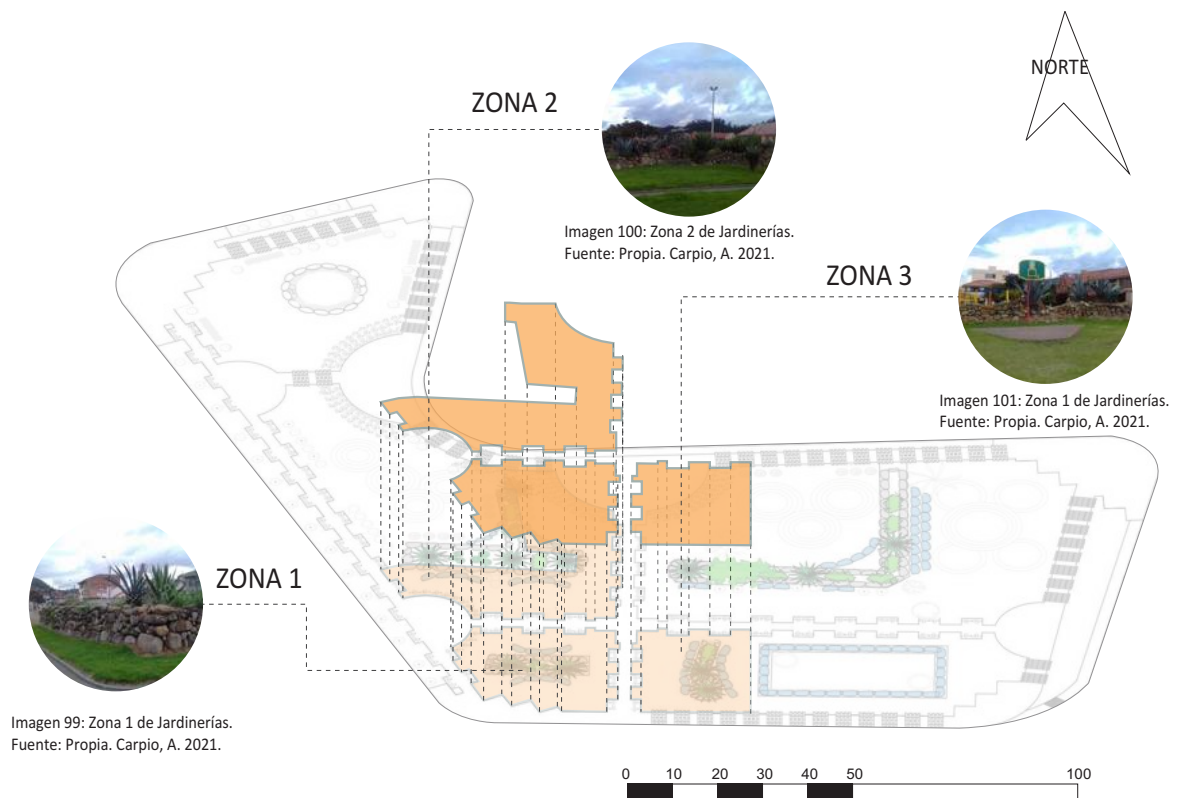 NORTE
ZONA 2
Imagen 100: Zona 2 de Jardinerías.
Fuente: Propia. Carpio, A. 2021.
ZONA 3
Imagen 101: Zona 1 de Jardinerías.
Fuente: Propia. Carpio, A. 2021.
ZONA 1
Imagen 99: Zona 1 de Jardinerías.
Fuente: Propia. Carpio, A. 2021.
0 10 20 30 40 50 100